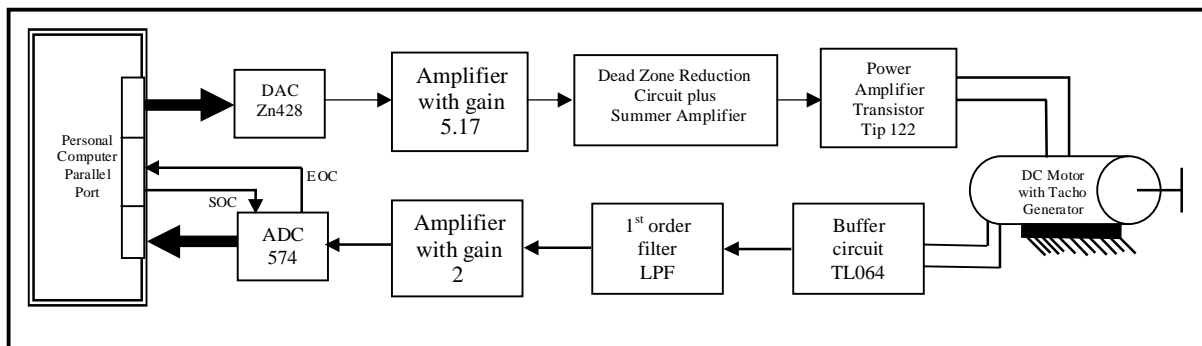 Personal
Computer
Parallel
Port
DAC
Zn428
Amplifier
with gain
5.17
Dead Zone Reduction
Circuit plus
Summer Amplifier
Power
Amplifier
Transistor
Tip 122
DC Motor
with Tacho
Generator
EOC
SOC
ADC
574
Amplifier
with gain
2
1st order
filter
LPF
Buffer
circuit
TL064